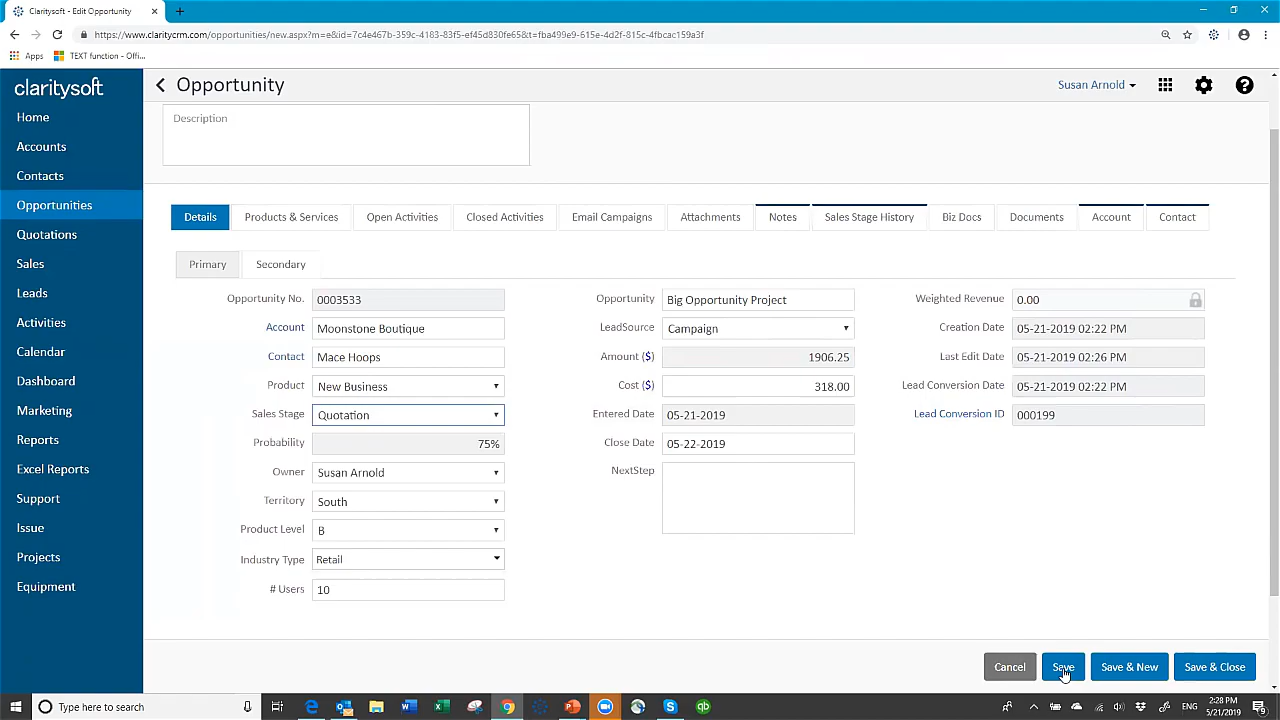 Claritysoft - Edit Opportunity
https://www.claritycrm.com/opportunities/new.aspx?m=e&id=7c4e467b-359c-4183-83f5-ef45d830fe65&t=fba499e9-615e-4d2f-815c-4fbcac159a3f
Apps TEXT function - Offi...
claritysoft
Opportunity
Susan Arnold
Home
Accounts
Contacts
Opportunities
Quotations
Sales
Leads
Activities
Calendar
Dashboard
Marketing
Reports
Excel Reports
Support
Issue
Projects
Equipment
Description
Details Products & Services Open Activities Closed Activities Email Campaigns Attachments Notes Sales Stage History Biz Docs Documents Account Contact
Primary Secondary
Opportunity No. 0003533 Opportunity Big Opportunity Project Weighted Revenue 0.00
Account Moonstone Boutique LeadSource Campaign Creation Date 05-21-2019 02:22 PM
Contact Mace Hoops Amount ($) 1906.25 Last Edit Date 05-21-2019 02:26 PM
Product New Business Cost ($) 318.00 Lead Conversion Date 05-21-2019 02:22 PM
Sales Stage Quotation Entered Date 05-21-2019 Lead Conversion ID 000199
Probability 75% Close Date 05-22-2019
Owner Susan Arnold NextStep
Territory South
Product Level B
Industry Type Retail
# Users 10
Cancel Save Save & New Save & Close
Type here to search
ENG
2:28 PM
5/21/2019